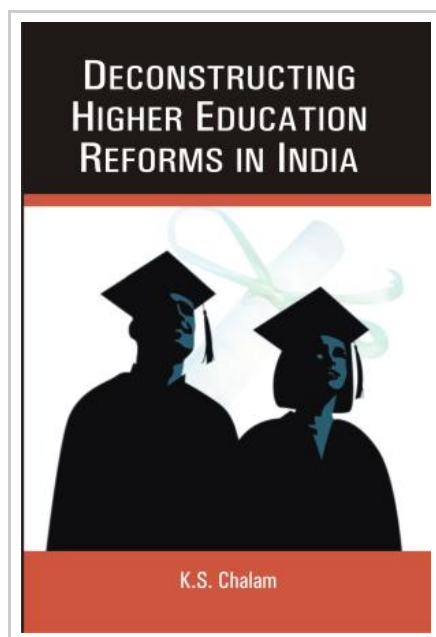 DECONSTRUCTING
HIGHER EDUCATION
REFORMS IN INDIA
K.S. Chalam